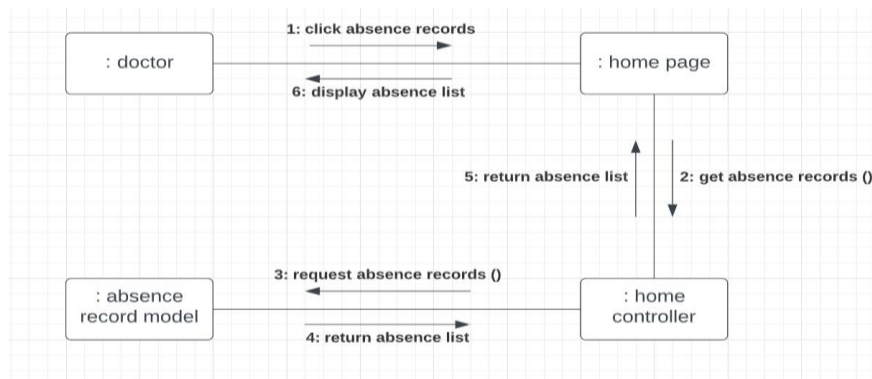 1: click absence records
: doctor
: home page
6: display absence list
5: return absence list
2: get absence records ()
3: request absence records ()
: absence
record model
: home
controller
4: return absence list